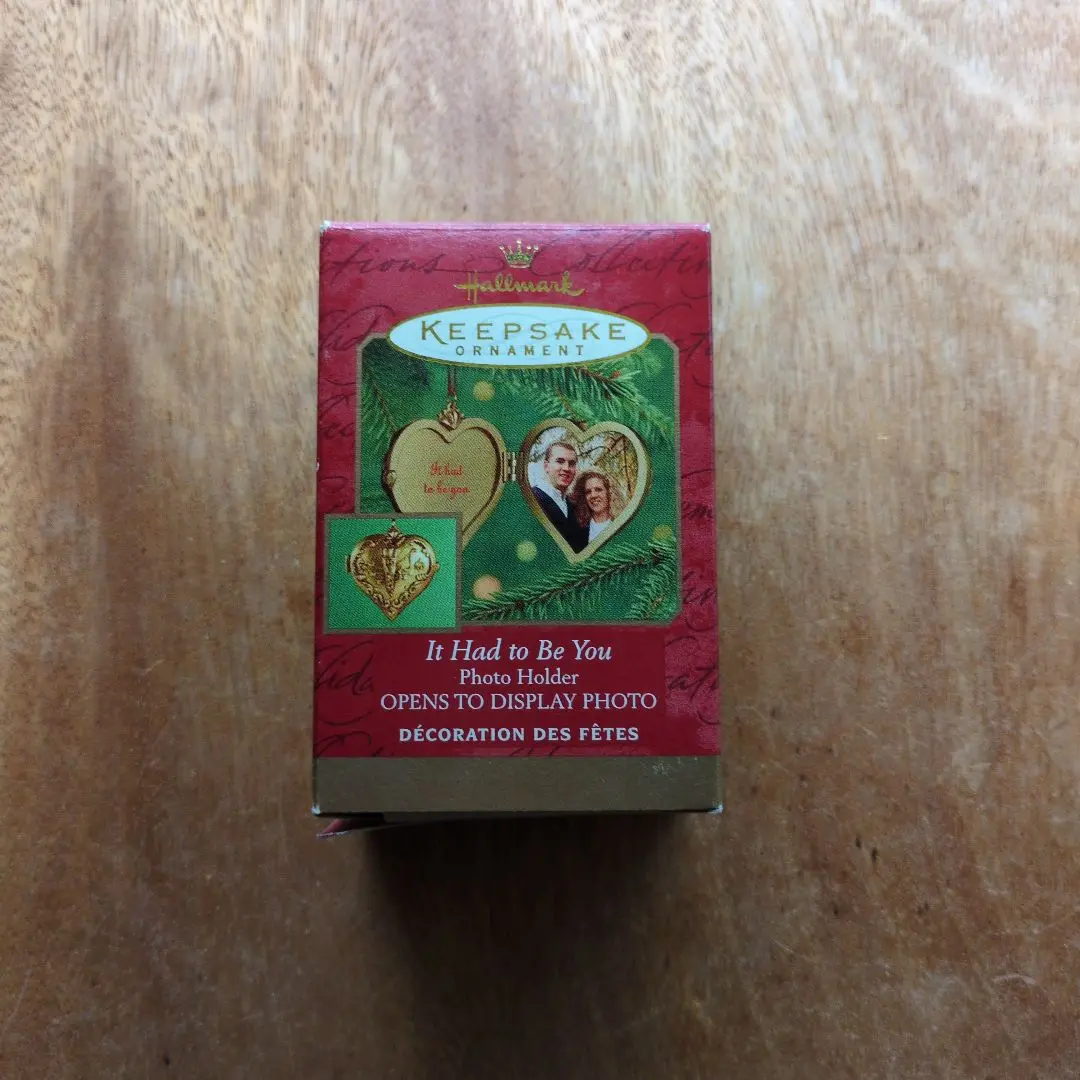 Hallmark
KEEPSAKE
ORNAMENT
It had
to be you
It Had to Be You
Photo Holder
OPENS TO DISPLAY PHOTO
DÉCORATION DES FÊTES